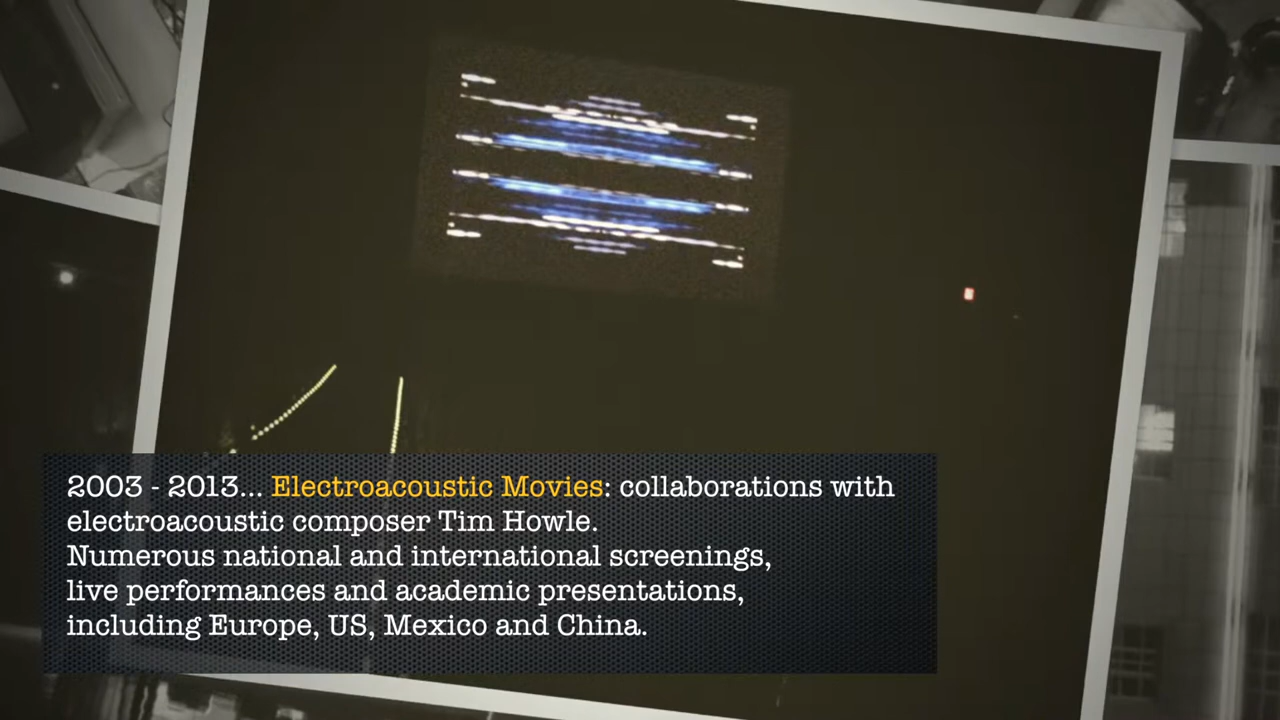 2003 - 2013... Electroacoustic Movies: collaborations with
electroacoustic composer Tim Howle.
Numerous national and international screenings,
live performances and academic presentations,
including Europe, US, Mexico and China.